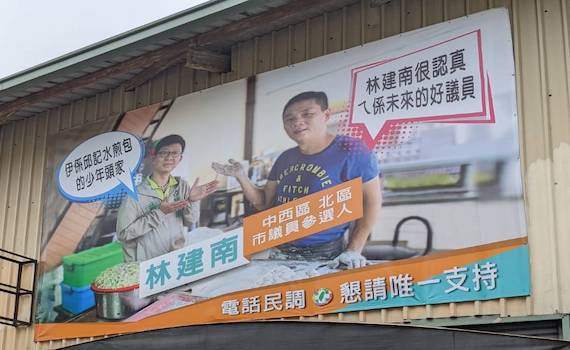 伊係邱記水煎包
的少年頭家
林建南很認真
ㄟ係未來的好議員
ABERCROMBIE &
FITCH
林建南
中西區 北區
市議員參選人
電話民調 懇請唯一支持